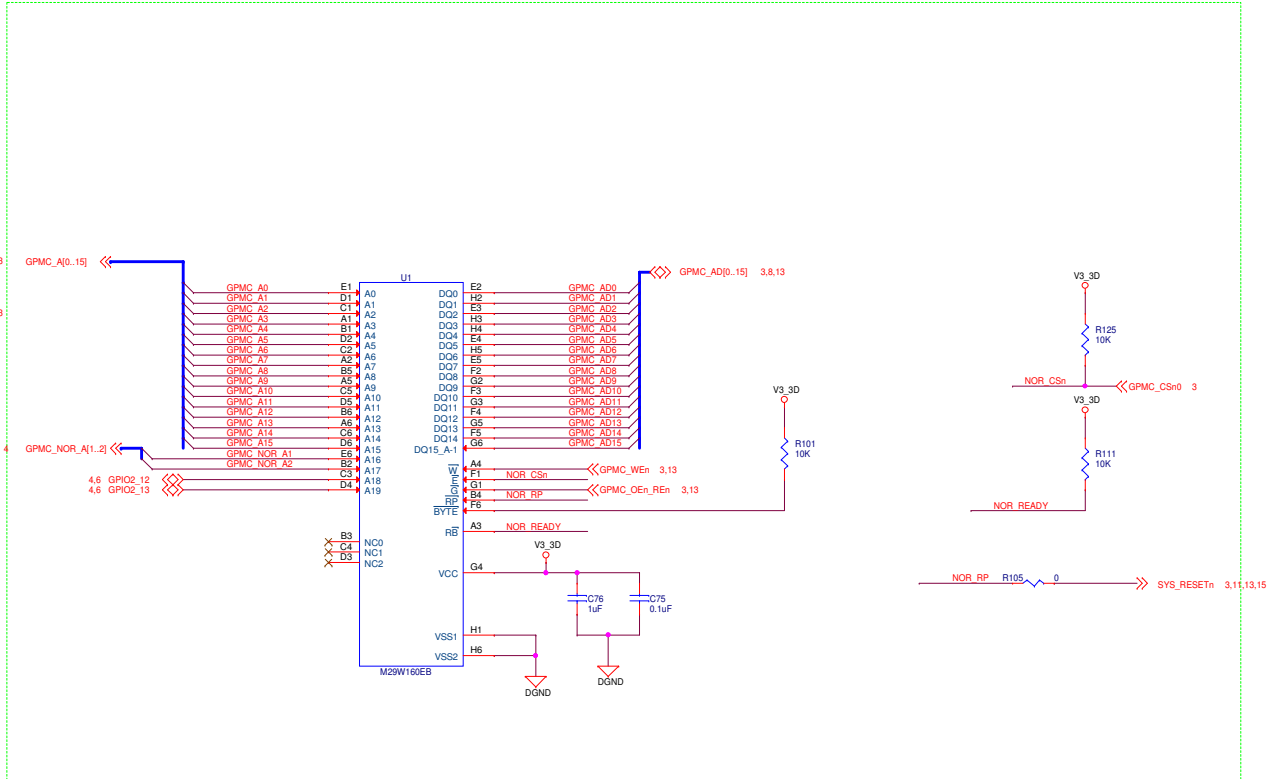 GPMC_A[0..15]
GPMC_NOR_A[1..2]
4
3
3
4,6 GPIO2_12
4,6 GPIO2_13
U1
GPMC_A0 E1 A0
GPMC_A1 D1 A1
GPMC_A2 C1 A2
GPMC_A3 A1 A3
GPMC_A4 B1 A4
GPMC_A5 D2 A5
GPMC_A6 C2 A6
GPMC_A7 A2 A7
GPMC_A8 B5 A8
GPMC_A9 A5 A9
GPMC_A10 C5 A10
GPMC_A11 D5 A11
GPMC_A12 B6 A12
GPMC_A13 A6 A13
GPMC_A14 C6 A14
GPMC_A15 D6 A15
GPMC_NOR_A1 E6 A16
GPMC_NOR_A2 B2 A17
C3 A18
D4 A19
B3 NC0
C4 NC1
D3 NC2
DQ0 E2 GPMC_AD0
DQ1 H2 GPMC_AD1
DQ2 E3 GPMC_AD2
DQ3 H3 GPMC_AD3
DQ4 H4 GPMC_AD4
DQ5 E4 GPMC_AD5
DQ6 H5 GPMC_AD6
DQ7 E5 GPMC_AD7
DQ8 F2 GPMC_AD8
DQ9 G2 GPMC_AD9
DQ10 F3 GPMC_AD10
DQ11 G3 GPMC_AD11
DQ12 F4 GPMC_AD12
DQ13 G5 GPMC_AD13
DQ14 F5 GPMC_AD14
DQ15_A-1 G6 GPMC_AD15
GPMC_AD[0..15] 3,8,13
W A4 GPMC_WEn 3,13
E F1 NOR_CSn
G G1 GPMC_OEn_REn 3,13
RP B4 NOR_RP
BYTE F6
RB A3 NOR_READY
VCC G4
V3_3D
C76
1uF
C75
0.1uF
VSS1 H1
VSS2 H6
M29W160EB
DGND
DGND
V3_3D
R101
10K
V3_3D
R125
10K
NOR_CSn
GPMC_CSn0 3
V3_3D
R111
10K
NOR_READY
NOR_RP R105 0
SYS_RESETn 3,11,13,15